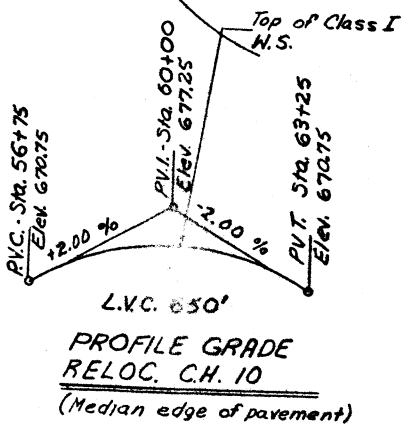 Top of Class I
W.S.
P.V.C. - Sta. 56+75
Elev. 670.75
P.V.I. - Sta. 60+00
Elev. 677.25
PVT. Sta. 63+25
Elev. 670.75
+2.00 %
-2.00 %
L.V.C. 650'
PROFILE GRADE
RELOC. C.H. 10
(Median edge of pavement)